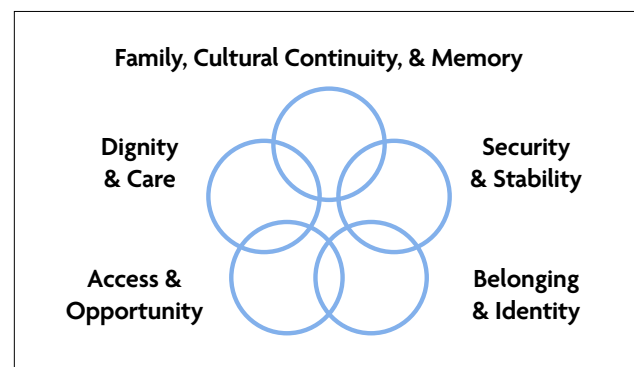 Family, Cultural Continuity, & Memory
Dignity
& Care
Security
& Stability
Access &
Opportunity
Belonging
& Identity